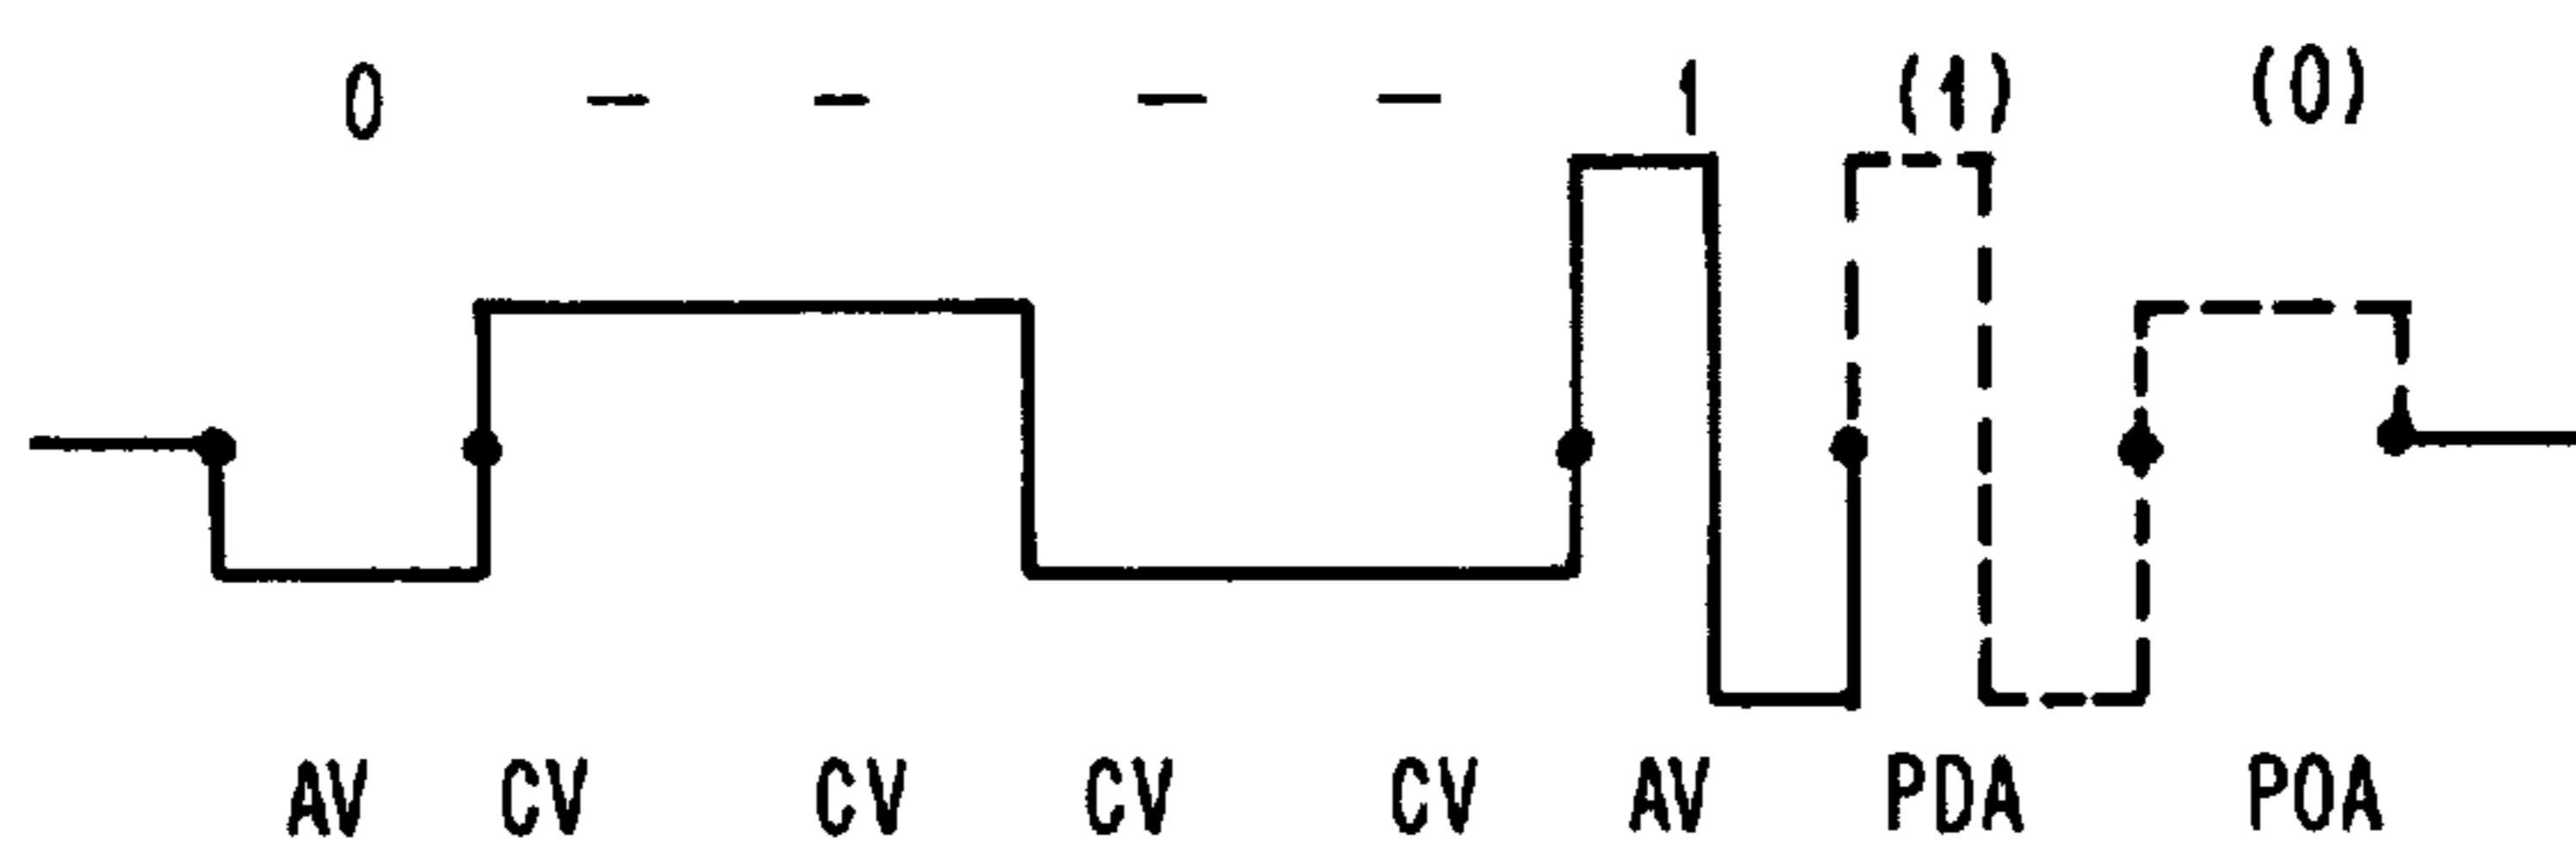 0 - - - - 1 (1) (0)
AV CV CV CV CV AV PDA POA